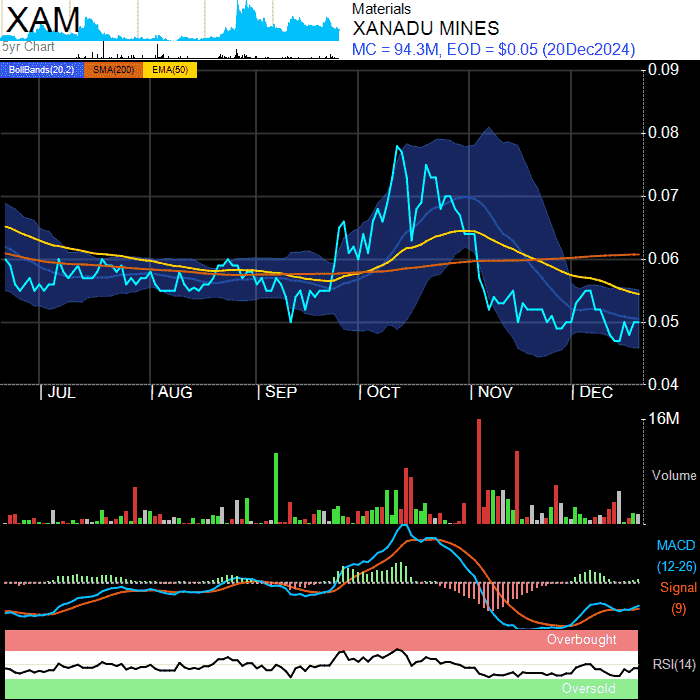 XAM
5yr Chart
Materials
XANADU MINES
MC = 94.3M, EOD = $0.05 (20Dec2024)
BollBands(20,2) SMA(200) EMA(50)
0.09
0.08
0.07
0.06
0.05
0.04
| JUL | AUG | SEP | OCT | NOV | DEC
16M
Volume
MACD
(12-26)
Signal
(9)
Overbought
RSI(14)
Oversold